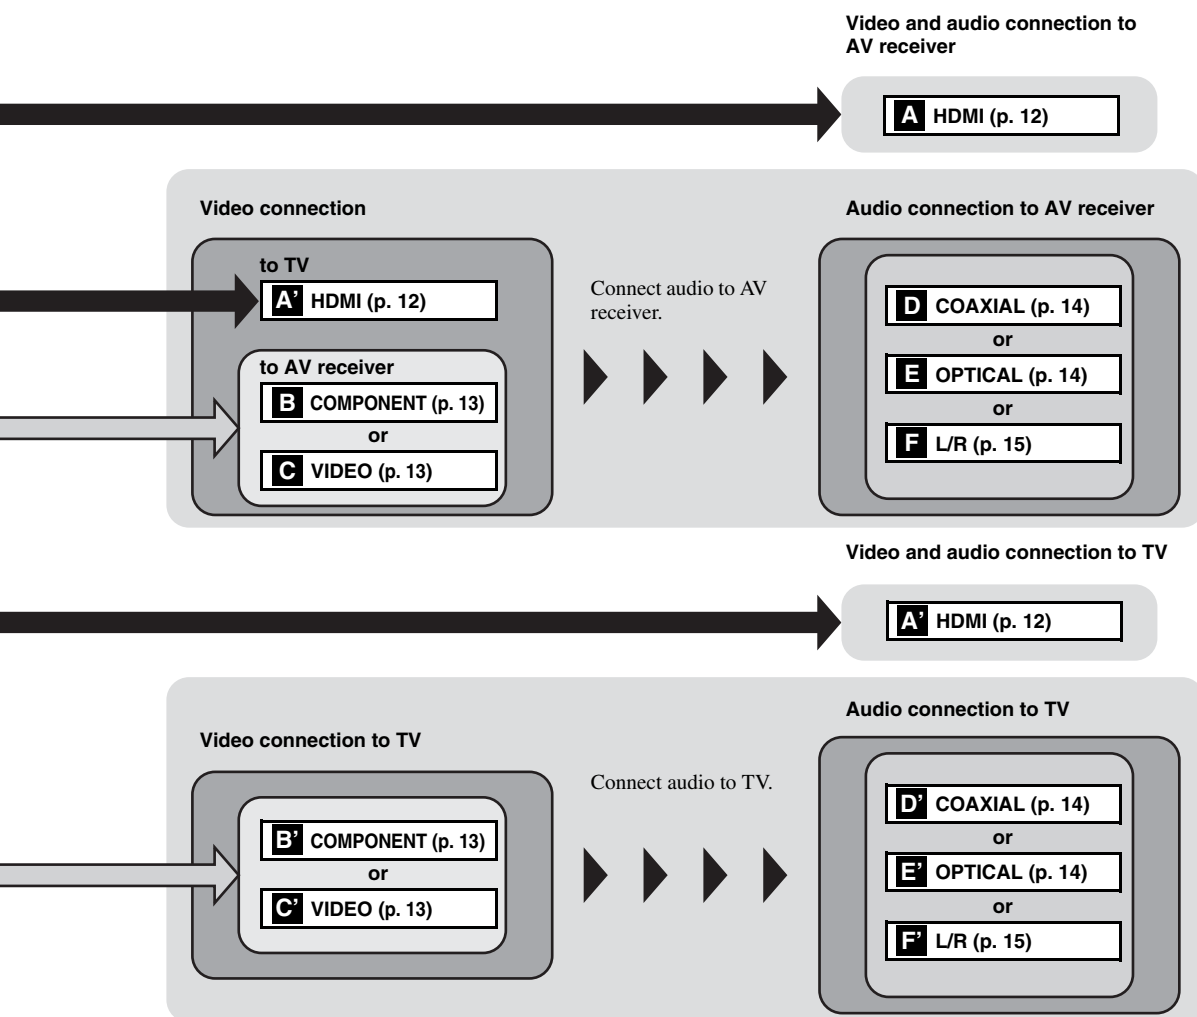 Video and audio connection to
AV receiver
A HDMI (p. 12)
Video connection
Audio connection to AV receiver
to TV
A’ HDMI (p. 12)
to AV receiver
B COMPONENT (p. 13)
or
C VIDEO (p. 13)
Connect audio to AV
receiver.
D COAXIAL (p. 14)
or
E OPTICAL (p. 14)
or
F L/R (p. 15)
Video and audio connection to TV
A’ HDMI (p. 12)
Video connection to TV
Audio connection to TV
B’ COMPONENT (p. 13)
or
C’ VIDEO (p. 13)
Connect audio to TV.
D’ COAXIAL (p. 14)
or
E’ OPTICAL (p. 14)
or
F’ L/R (p. 15)